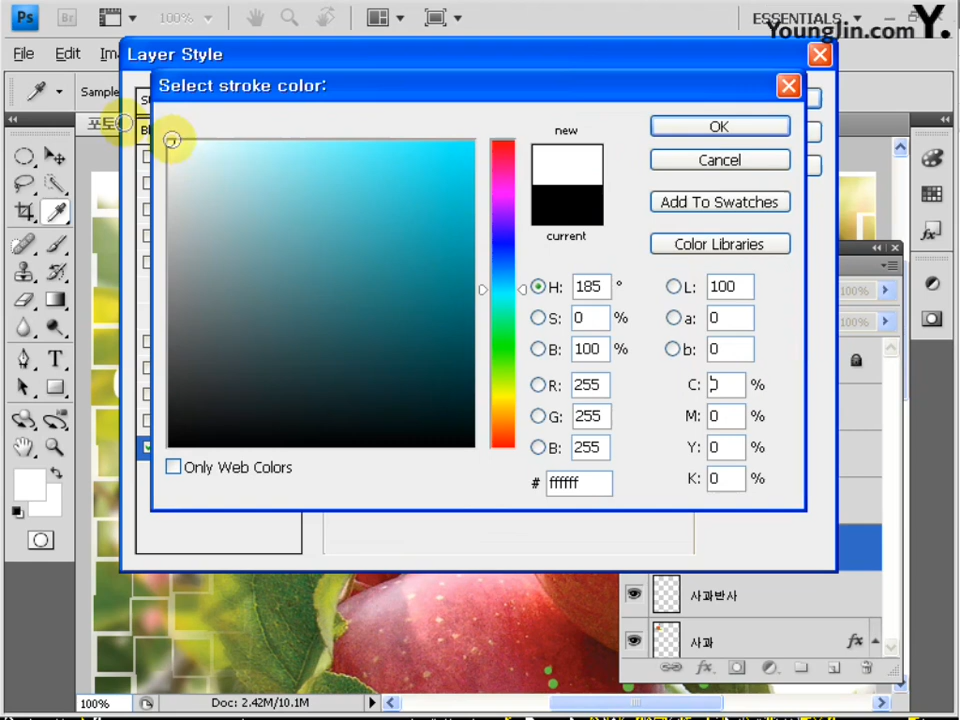 Ps Br 100% ESSENTIALS
YoungJin.com Y.
File Edit
Layer Style
Select stroke color:
Sample
포토
new
OK
Cancel
Add To Swatches
current
Color Libraries
H: 185 ° L: 100
S: 0 % a: 0
B: 100 % b: 0
R: 255 C: %
G: 255 M: 0 %
B: 255 Y: 0 %
# ffffff K: 0 %
Only Web Colors
100%
100%
사과반사
사과 fx
100% Doc: 2.42M/10.1M